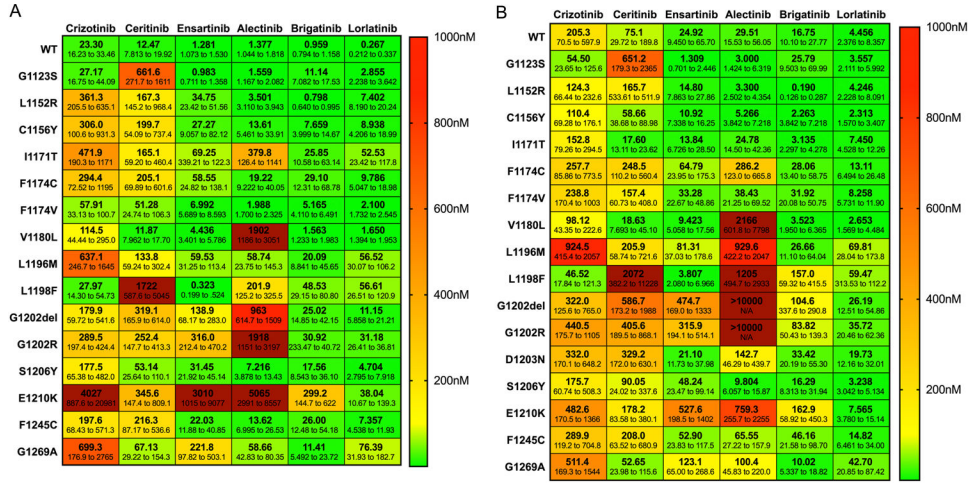 A
Crizotinib Ceritinib Ensartinib Alectinib Brigatinib Lorlatinib
WT 23.30 12.47 1.281 1.377 0.959 0.267
16.23 to 33.46 7.813 to 19.92 1.073 to 1.530 1.044 to 1.818 0.794 to 1.158 0.212 to 0.337
G1123S 27.17 661.6 0.983 1.559 11.14 2.855
16.75 to 44.09 271.7 to 1611 0.711 to 1.358 1.167 to 2.082 7.082 to 17.53 2.235 to 3.642
L1152R 361.3 167.3 34.75 3.501 0.798 7.402
205.5 to 635.1 145.2 to 968.4 23.42 to 51.56 3.110 to 3.943 0.640 to 0.995 8.190 to 20.24
C1156Y 306.0 199.7 27.27 13.61 7.659 8.938
100.6 to 931.3 54.09 to 737.4 9.057 to 82.12 5.461 to 33.91 3.999 to 14.67 4.206 to 18.99
I1171T 471.9 165.1 69.25 379.8 25.85 52.53
190.3 to 1171 59.20 to 460.4 339.21 to 122.3 126.4 to 1141 10.58 to 63.14 23.42 to 117.8
F1174C 294.4 205.1 58.55 19.22 29.10 9.786
72.52 to 1195 69.89 to 601.6 24.82 to 138.1 9.222 to 40.05 12.31 to 68.78 5.047 to 18.98
F1174V 57.91 51.28 6.992 1.988 5.165 2.100
33.13 to 100.7 24.74 to 106.3 5.689 to 8.593 1.700 to 2.325 4.110 to 6.491 1.732 to 2.545
V1180L 114.5 11.87 4.436 1902 1.563 1.650
44.44 to 295.0 7.962 to 17.70 3.401 to 5.786 1186 to 3051 1.233 to 1.983 1.394 to 1.953
L1196M 637.1 133.8 59.53 58.74 20.09 56.52
246.7 to 1645 59.24 to 302.4 31.25 to 113.4 23.75 to 145.3 8.841 to 45.65 30.07 to 106.2
L1198F 27.97 1722 0.323 201.9 48.53 56.61
14.30 to 54.73 587.6 to 5045 0.199 to .524 125.2 to 325.5 29.15 to 80.80 26.51 to 120.9
G1202del 179.9 319.1 138.9 963 25.02 11.15
59.72 to 541.6 165.9 to 614.0 68.17 to 283.0 614.7 to 1509 14.85 to 42.15 5.858 to 21.21
G1202R 289.5 252.4 316.0 1918 30.92 31.18
197.4 to 424.4 147.7 to 413.3 212.4 to 470.2 1151 to 3197 233.47 to 40.72 26.41 to 36.81
S1206Y 177.5 53.14 31.45 7.216 17.56 4.704
65.38 to 482.0 25.64 to 110.1 21.92 to 45.14 3.878 to 13.43 8.543 to 36.10 2.795 to 7.918
E1210K 4027 345.6 3010 5065 299.2 38.04
147.4 to 809.1 2991 to 8557 144.7 to 622 10.67 to 139.3
F1245C 197.6 216.3 22.03 13.62 26.00 7.357
68.43 to 571.3 87.17 to 536.6 11.88 to 40.85 6.995 to 26.53 12.48 to 54.18 4.538 to 11.93
G1269A 699.3 67.13 221.8 58.66 11.41 76.39
176.9 to 2765 29.22 to 154.3 97.82 to 503.1 42.83 to 80.35 5.492 to 23.72 31.93 to 182.7
1000nM
800nM
600nM
400nM
200nM
B
Crizotinib Ceritinib Ensartinib Alectinib Brigatinib Lorlatinib
WT 205.3 75.1 24.92 29.51 16.75 4.456
70.5 to 597.9 29.72 to 189.8 9.450 to 65.70 15.53 to 56.05 10.10 to 27.77 2.376 to 8.357
G1123S 54.50 651.2 1.309 3.000 25.79 3.557
23.65 to 125.6 179.3 to 2365 0.701 to 2.446 1.424 to 6.319 9.503 to 69.99 2.111 to 5.992
L1152R 124.3 165.7 14.80 3.330 0.190 4.246
66.44 to 232.6 533.61 to 511.9 7.863 to 27.86 2.502 to 4.354 0.126 to 0.287 2.228 to 8.091
C1156Y 110.4 38.66 10.92 5.266 2.263 2.313
69.28 to 176.1 58.68 to 88.98 7.338 to 16.25 3.842 to 7.218 3.842 to 7.218 1.570 to 3.407
I1171T 152.8 17.60 13.84 24.78 3.135 7.450
79.26 to 294.5 13.11 to 23.62 6.726 to 28.50 14.50 to 42.36 2.297 to 4.278 4.528 to 12.26
F1174C 257.7 248.5 64.79 286.2 28.06 13.11
85.86 to 773.5 110.2 to 560.4 23.95 to 175.3 123.0 to 665.8 13.40 to 58.75 6.494 to 26.48
F1174V 238.8 157.4 33.28 38.43 31.92 8.258
170.4 to 1003 60.73 to 408.0 28.67 to 86.86 21.25 to 69.52 20.08 to 50.75 5.731 to 11.90
V1180L 98.12 18.63 9.423 2166 3.523 2.653
43.35 to 222.6 7.693 to 45.10 5.058 to 17.56 601.6 to 7798 1.950 to 6.365 1.569 to 4.484
L1196M 924.5 205.9 81.31 929.6 26.66 69.81
415.4 to 2057 58.74 to 721.6 37.03 to 178.6 422.2 to 2047 11.10 to 64.04 28.04 to 173.8
L1198F 46.52 2072 3.807 1205 157.0 59.47
17.84 to 121.3 382.2 to 11228 2.080 to 6.966 494.7 to 2933 337.6 to 290.8 313.53 to 112.2
G1202del 322.0 586.7 474.7 >10000 104.6 26.19
125.6 to 765.0 173.2 to 1988 169.0 to 1333 N/A 337.6 to 290.8 12.51 to 54.86
G1202R 440.5 405.6 315.9 >10000 83.82 35.72
175.7 to 1105 189.5 to 868.1 194.1 to 514.1 N/A 50.43 to 139.3 20.46 to 62.36
D1203N 332.0 329.2 21.10 142.7 33.42 19.73
170.0 to 648.2 172.0 to 630.1 11.73 to 37.98 46.29 to 439.7 20.20 to 55.30 12.16 to 32.01
S1206Y 175.7 90.05 48.24 9.804 16.29 3.238
60.74 to 508.3 24.02 to 337.6 23.47 to 99.14 5.057 to 15.87 8.313 to 31.94 3.042 to 5.134
E1210K 482.6 178.2 527.6 759.3 162.9 7.565
170.5 to 1366 83.58 to 380.1 198.5 to 1402 255.7 to 2255 58.92 to 450.3 3.780 to 15.14
F1245C 289.9 208.0 52.90 65.55 46.16 14.82
119.2 to 704.8 63.52 to 680.9 23.83 to 117.5 27.22 to 157.9 21.58 to 98.70 6.461 to 34.00
G1269A 511.4 52.65 123.1 100.4 10.02 42.70
169.3 to 1544 23.98 to 115.6 65.00 to 268.6 45.83 to 220.0 5.337 to 18.82 20.85 to 87.42
1000nM
800nM
600nM
400nM
200nM